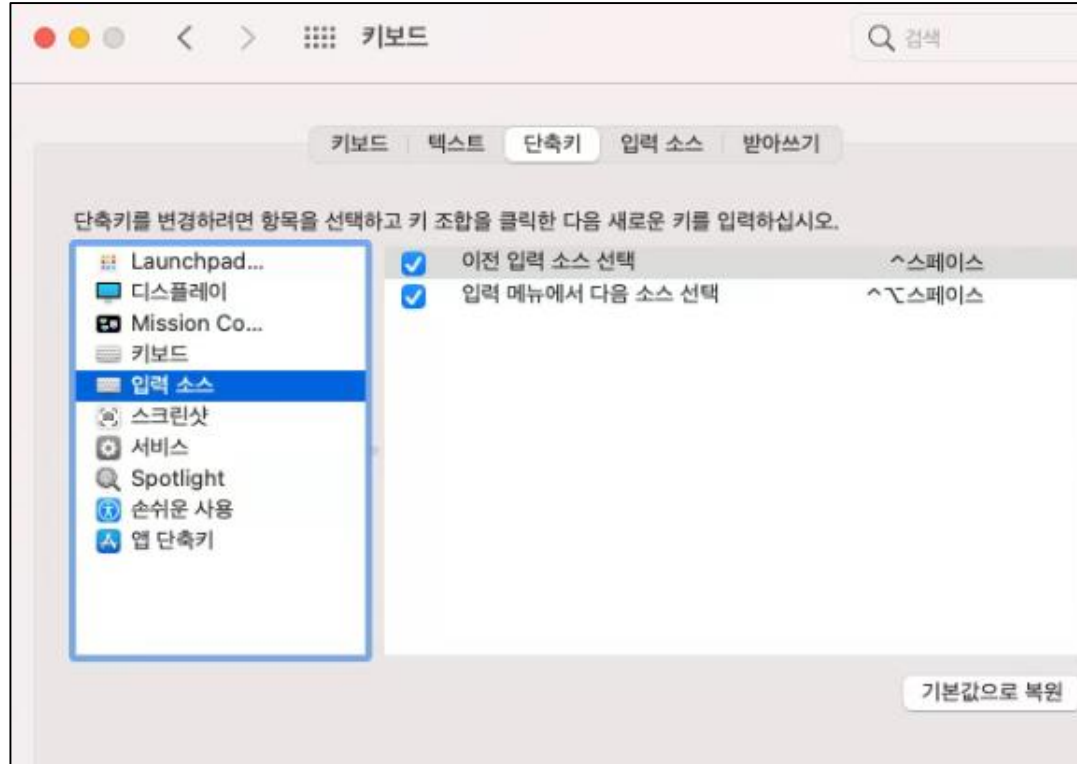 키보드
검색
키보드 텍스트 단축키 입력 소스 받아쓰기
단축키를 변경하려면 항목을 선택하고 키 조합을 클릭한 다음 새로운 키를 입력하십시오.
Launchpad...
디스플레이
Mission Co...
키보드
입력 소스
스크린샷
서비스
Spotlight
손쉬운 사용
앱 단축키
이전 입력 소스 선택 ^스페이스
입력 메뉴에서 다음 소스 선택 ^⌥스페이스
기본값으로 복원